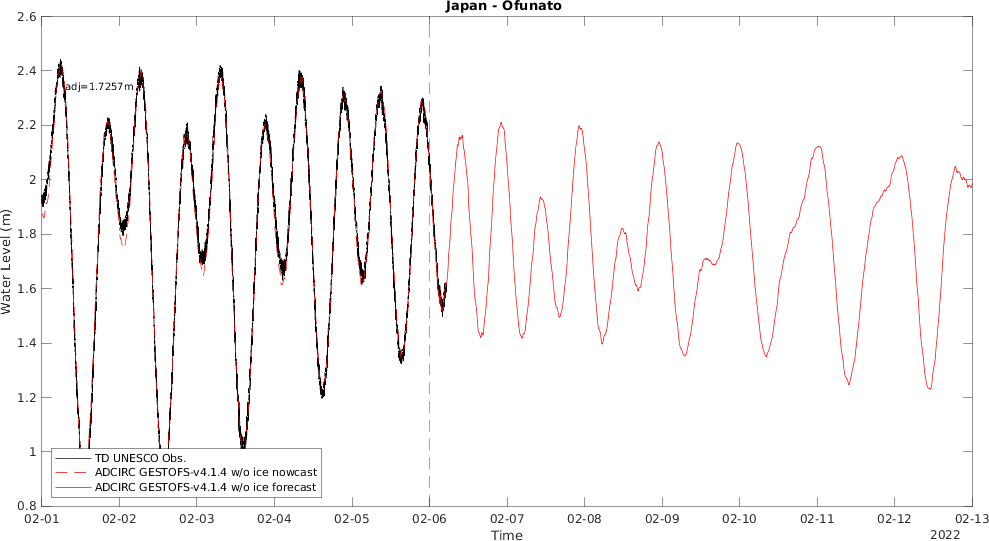 Japan - Ofunato
2.6
2.4
2.2
2
1.8
1.6
1.4
1.2
1
0.8
Water Level (m)
adj=1.7257m
TD UNESCO Obs.
ADCIRC GESTOFS-v4.1.4 w/o ice nowcast
ADCIRC GESTOFS-v4.1.4 w/o ice forecast
02-01 02-02 02-03 02-04 02-05 02-06 02-07 02-08 02-09 02-10 02-11 02-12 02-13
Time
2022